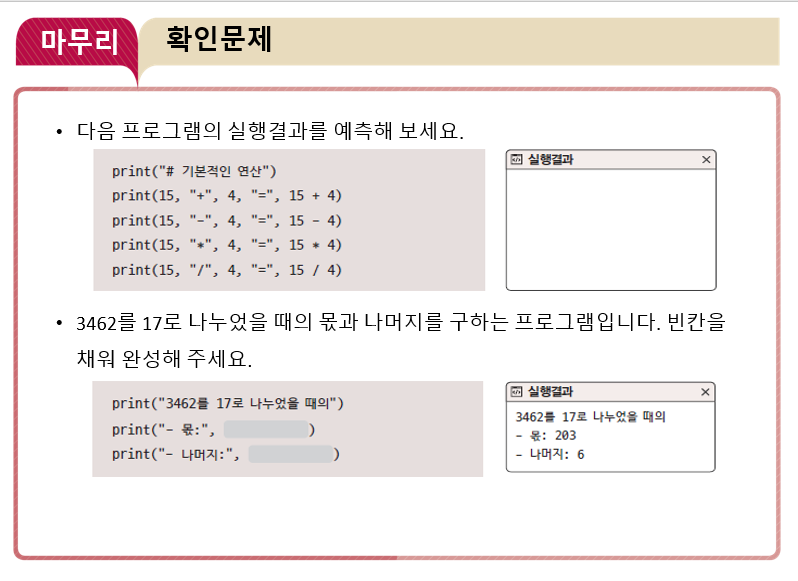 마무리 확인문제
• 다음 프로그램의 실행결과를 예측해 보세요.
print("# 기본적인 연산")
print(15, "+", 4, "=", 15 + 4)
print(15, "-", 4, "=", 15 - 4)
print(15, "*", 4, "=", 15 * 4)
print(15, "/", 4, "=", 15 / 4)
실행결과
• 3462를 17로 나누었을 때의 몫과 나머지를 구하는 프로그램입니다. 빈칸을
채워 완성해 주세요.
print("3462를 17로 나누었을 때의")
print("- 몫:", )
print("- 나머지:", )
실행결과
3462를 17로 나누었을 때의
- 몫: 203
- 나머지: 6